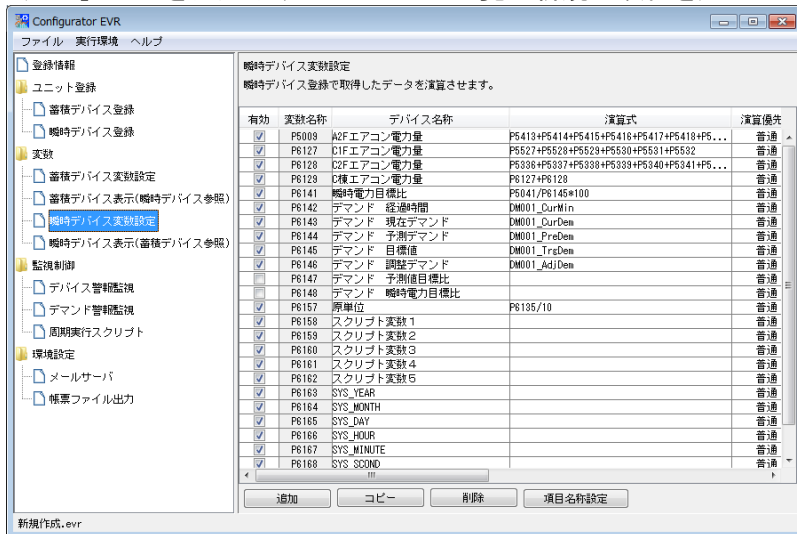 Configurator EVR
ファイル 実行環境 ヘルプ
登録情報
ユニット登録
蓄積デバイス登録
瞬時デバイス登録
変数
蓄積デバイス変数設定
蓄積デバイス表示(瞬時デバイス参照)
瞬時デバイス変数設定
瞬時デバイス表示(蓄積デバイス参照)
監視制御
デバイス警報監視
デマンド警報監視
周期実行スクリプト
環境設定
メールサーバ
帳票ファイル出力
瞬時デバイス変数設定
瞬時デバイス登録で取得したデータを演算させます。
有効 変数名称 デバイス名称 演算式 演算優先
P5009 A2Fエアコン電力量 P5413+P5414+P5415+P5416+P5417+P5418+P5... 普通
P6127 C1Fエアコン電力量 P5527+P5528+P5529+P5530+P5531+P5532 普通
P6128 C2Fエアコン電力量 P5336+P5337+P5338+P5339+P5340+P5341+P5... 普通
P6129 C棟エアコン電力量 P6127+P6128 普通
P6141 瞬時電力目標比 P5041/P6145*100 普通
P6142 デマンド 経過時間 DM001_CurMin 普通
P6143 デマンド 現在デマンド DM001_CurDem 普通
P6144 デマンド 予測デマンド DM001_PreDem 普通
P6145 デマンド 目標値 DM001_TrgDem 普通
P6146 デマンド 調整デマンド DM001_AdjDem 普通
P6147 デマンド 予測値目標比 普通
P6148 デマンド 瞬時電力目標比 普通
P6157 原単位 P6135/10 普通
P6158 スクリプト変数1 普通
P6159 スクリプト変数2 普通
P6160 スクリプト変数3 普通
P6161 スクリプト変数4 普通
P6162 スクリプト変数5 普通
P6163 SYS_YEAR 普通
P6164 SYS_MONTH 普通
P6165 SYS_DAY 普通
P6166 SYS_HOUR 普通
P6167 SYS_MINUTE 普通
P6168 SYS_SCOND 普通
追加 コピー 削除 項目名称設定
新規作成.evr